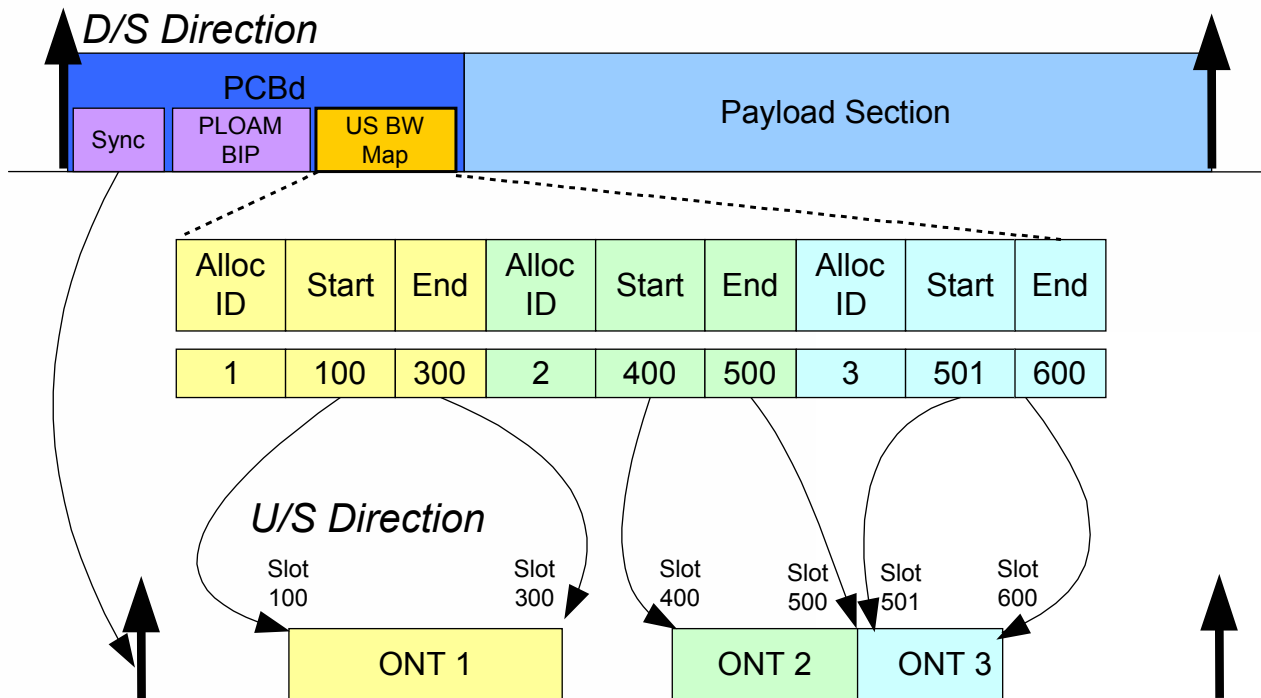 D/S Direction
PCBd
Sync
PLOAM
BIP
US BW
Map
Payload Section
Alloc
ID
Start
End
Alloc
ID
Start
End
Alloc
ID
Start
End
1
100
300
2
400
500
3
501
600
U/S Direction
Slot
100
Slot
300
Slot
400
Slot
500
Slot
501
Slot
600
ONT 1
ONT 2
ONT 3